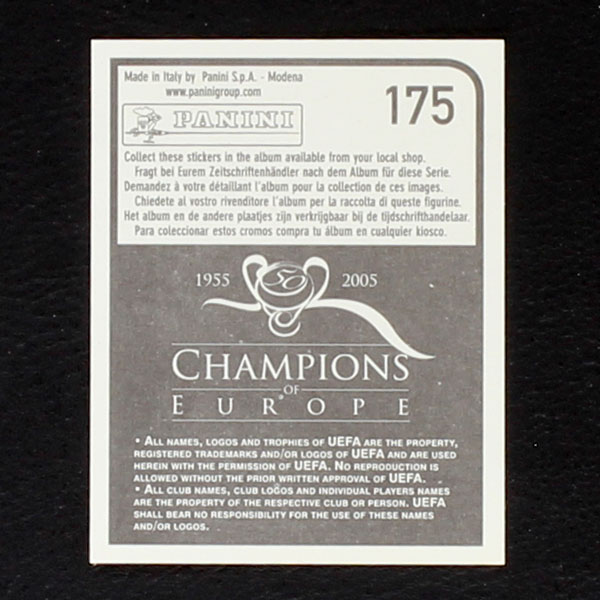 Made in Italy by Panini S.p.A. - Modena
www.paninigroup.com
175
PANINI
Collect these stickers in the album available from your local shop.
Fragt bei Eurem Zeitschriftenhändler nach dem Album für diese Serie.
Demandez à votre détaillant l'album pour la collection de ces images.
Chiedete al vostro rivenditore l'album per la raccolta di queste figurine.
Het album en de andere plaatjes zijn verkrijgbaar bij de tijdschrifthandelaar.
Para coleccionar estos cromos compra tu álbum en cualquier kiosco.
1955 50 2005
CHAMPIONS
OF
EUROPE
• ALL NAMES, LOGOS AND TROPHIES OF UEFA ARE THE PROPERTY,
REGISTERED TRADEMARKS AND/OR LOGOS OF UEFA AND ARE USED
HEREIN WITH THE PERMISSION OF UEFA. NO REPRODUCTION IS
ALLOWED WITHOUT THE PRIOR WRITTEN APPROVAL OF UEFA.
• ALL CLUB NAMES, CLUB LOGOS AND INDIVIDUAL PLAYERS NAMES
ARE THE PROPERTY OF THE RESPECTIVE CLUB OR PERSON. UEFA
SHALL BEAR NO RESPONSIBILITY FOR THE USE OF THESE NAMES
AND/OR LOGOS.